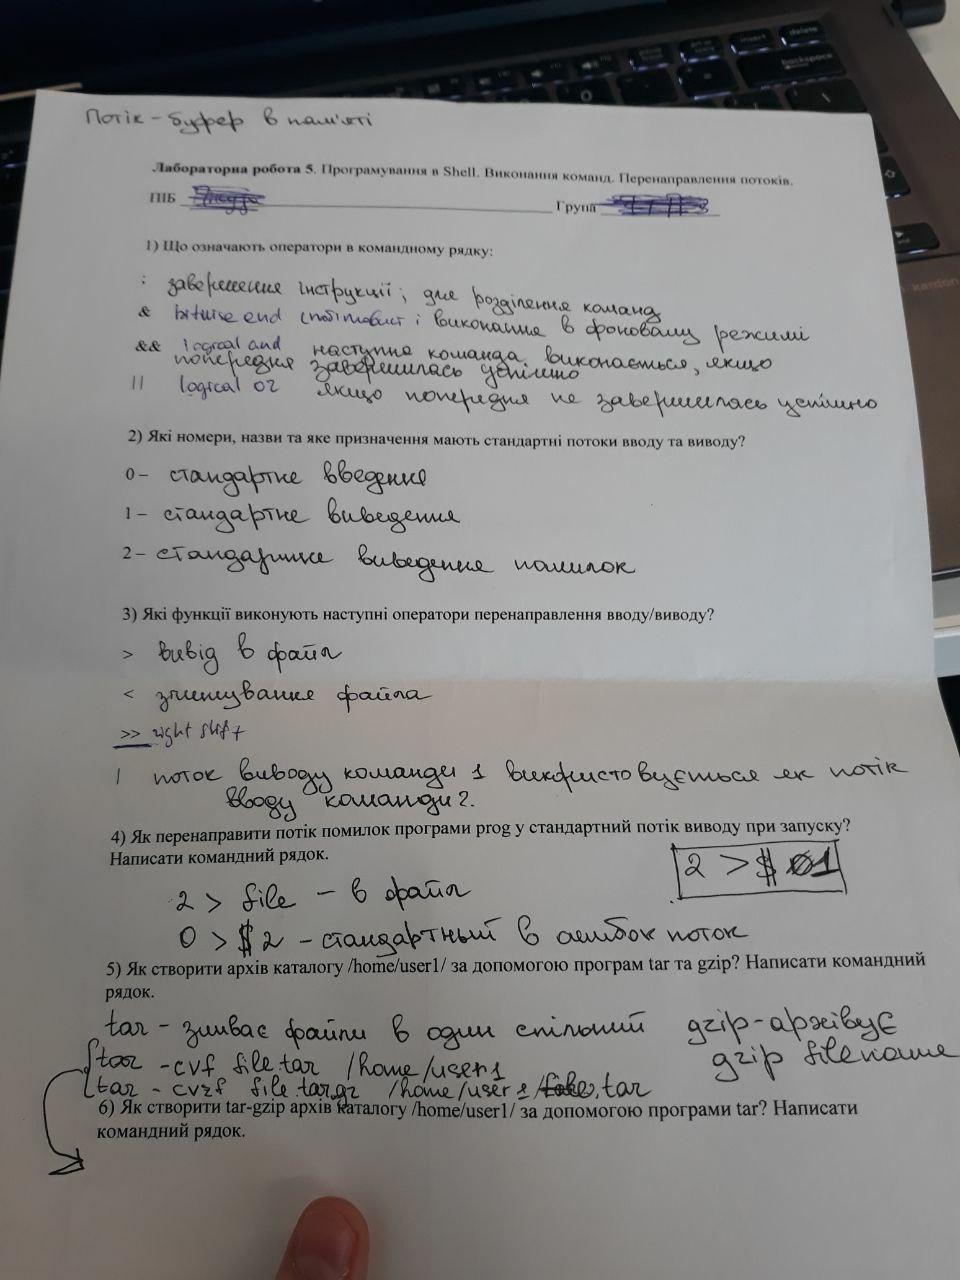 Потік - буфер в пам'яті
Лабораторна робота 5. Програмування в Shell. Виконання команд. Перенаправлення потоків.
ПІБ
Група
1) Що означають оператори в командному рядку:
; завершення інструкції; для розділення команд
& bitwise end і виконання в фоновому режимі
&& logical and наступна команда виконається, якщо
попередня завершилась успішно
|| logical or якщо попередня не завершилась успішно
2) Які номери, назви та яке призначення мають стандартні потоки вводу та виводу?
0 – стандартне введення
1 – стандартне виведення
2 – стандартне виведення помилок
3) Які функції виконують наступні оператори перенаправлення вводу/виводу?
> вивід в файл
< зчитування файла
>> right shift
| поток виводу команди 1 використовується як потік
вводу команди 2.
4) Як перенаправити потік помилок програми prog у стандартний потік виводу при запуску?
Написати командний рядок.
2 > $ 1
2 > file - в файл
0 > $ 2 - стандартный в ошибок поток
5) Як створити архів каталогу /home/user1/ за допомогою програм tar та gzip? Написати командний
рядок.
tar - зливає файли в один спільний gzip - архівує
gzip filename
tar -cvf file.tar /home/user1
tar - cvzf file.tar.gz /home/user1/ .tar
6) Як створити tar-gzip архів каталогу /home/user1/ за допомогою програми tar? Написати
командний рядок.
delete
backspace
insert
kardon